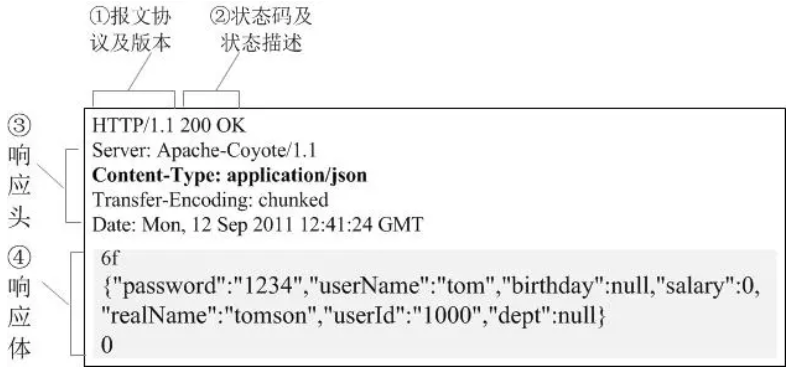 ①报文协
议及版本
②状态码及
状态描述
③
响
应
头
HTTP/1.1 200 OK
Server: Apache-Coyote/1.1
Content-Type: application/json
Transfer-Encoding: chunked
Date: Mon, 12 Sep 2011 12:41:24 GMT
④
响
应
体
6f
{"password":"1234","userName":"tom","birthday":null,"salary":0,
"realName":"tomson","userId":"1000","dept":null}
0